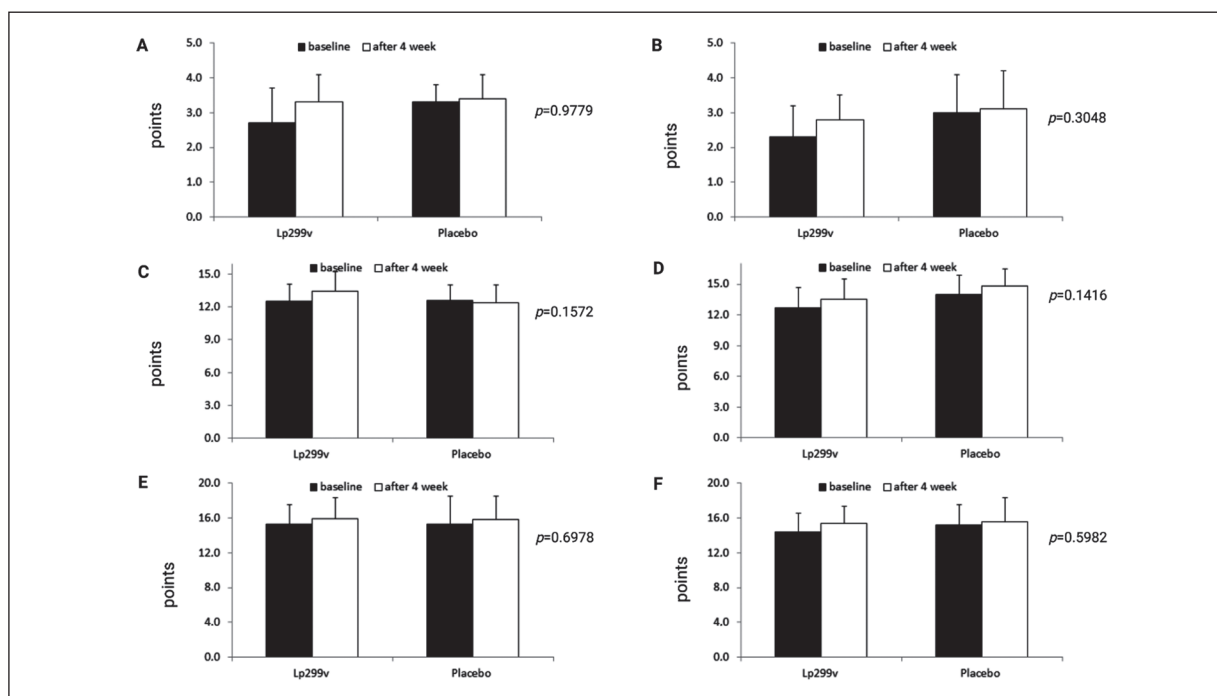 A
baseline after 4 week
5.0
4.0
3.0
2.0
1.0
0.0
points
Lp299v Placebo
p=0.9779
B
baseline after 4 week
5.0
4.0
3.0
2.0
1.0
0.0
points
Lp299v Placebo
p=0.3048
C
baseline after 4 week
15.0
12.0
9.0
6.0
3.0
0.0
points
Lp299v Placebo
p=0.1572
D
baseline after 4 week
15.0
12.0
9.0
6.0
3.0
0.0
points
Lp299v Placebo
p=0.1416
E
baseline after 4 week
20.0
16.0
12.0
8.0
4.0
0.0
points
Lp299v Placebo
p=0.6978
F
baseline after 4 week
20.0
16.0
12.0
8.0
4.0
0.0
points
Lp299v Placebo
p=0.5982